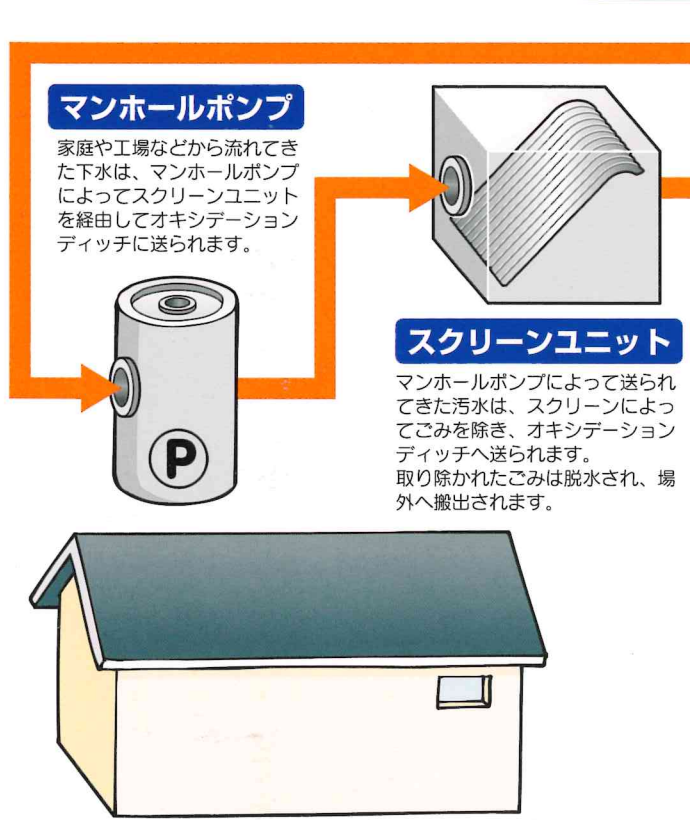 マンホールポンプ
家庭や工場などから流れてき
た下水は、マンホールポンプ
によってスクリーンユニット
を経由してオキシデーション
ディッチに送られます。
P
スクリーンユニット
マンホールポンプによって送られ
てきた汚水は、スクリーンによっ
てごみを除き、オキシデーション
ディッチへ送られます。
取り除かれたごみは脱水され、場
外へ搬出されます。